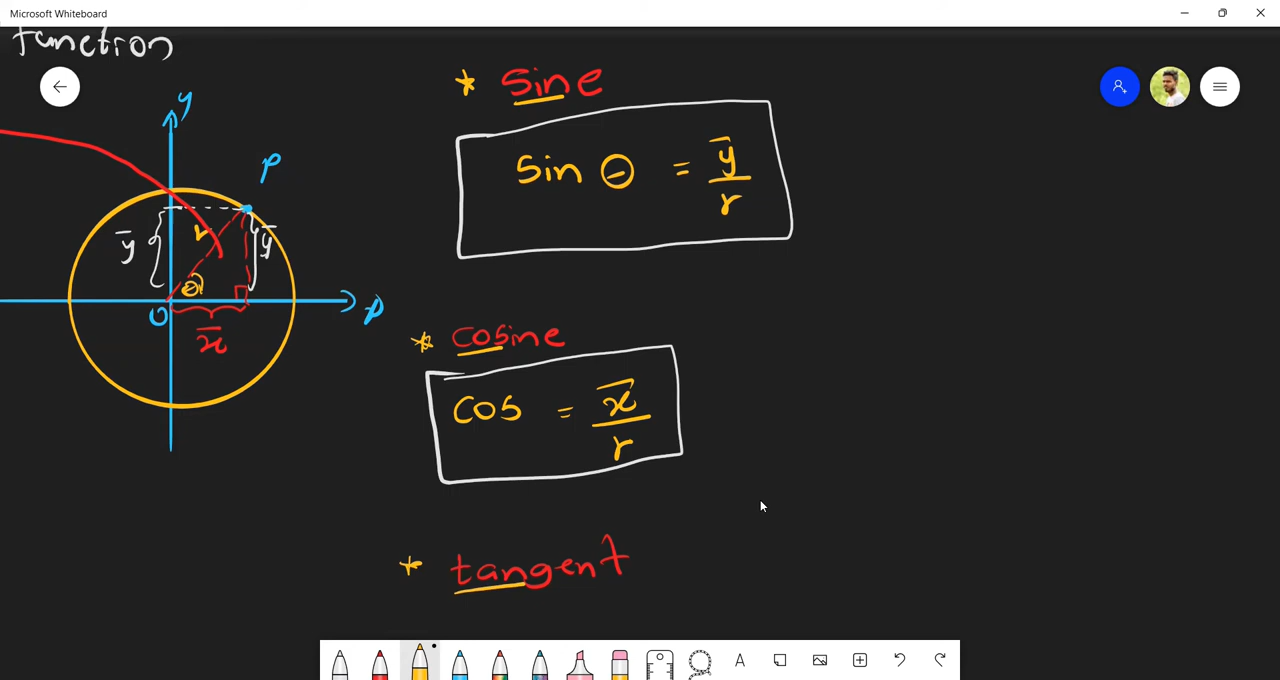 Microsoft Whiteboard
function
y
P
r
ȳ
ȳ
θ
O
x̄
* Sine
Sin θ = ȳ/r
* cosine
cos = x̄/r
* tangent
A